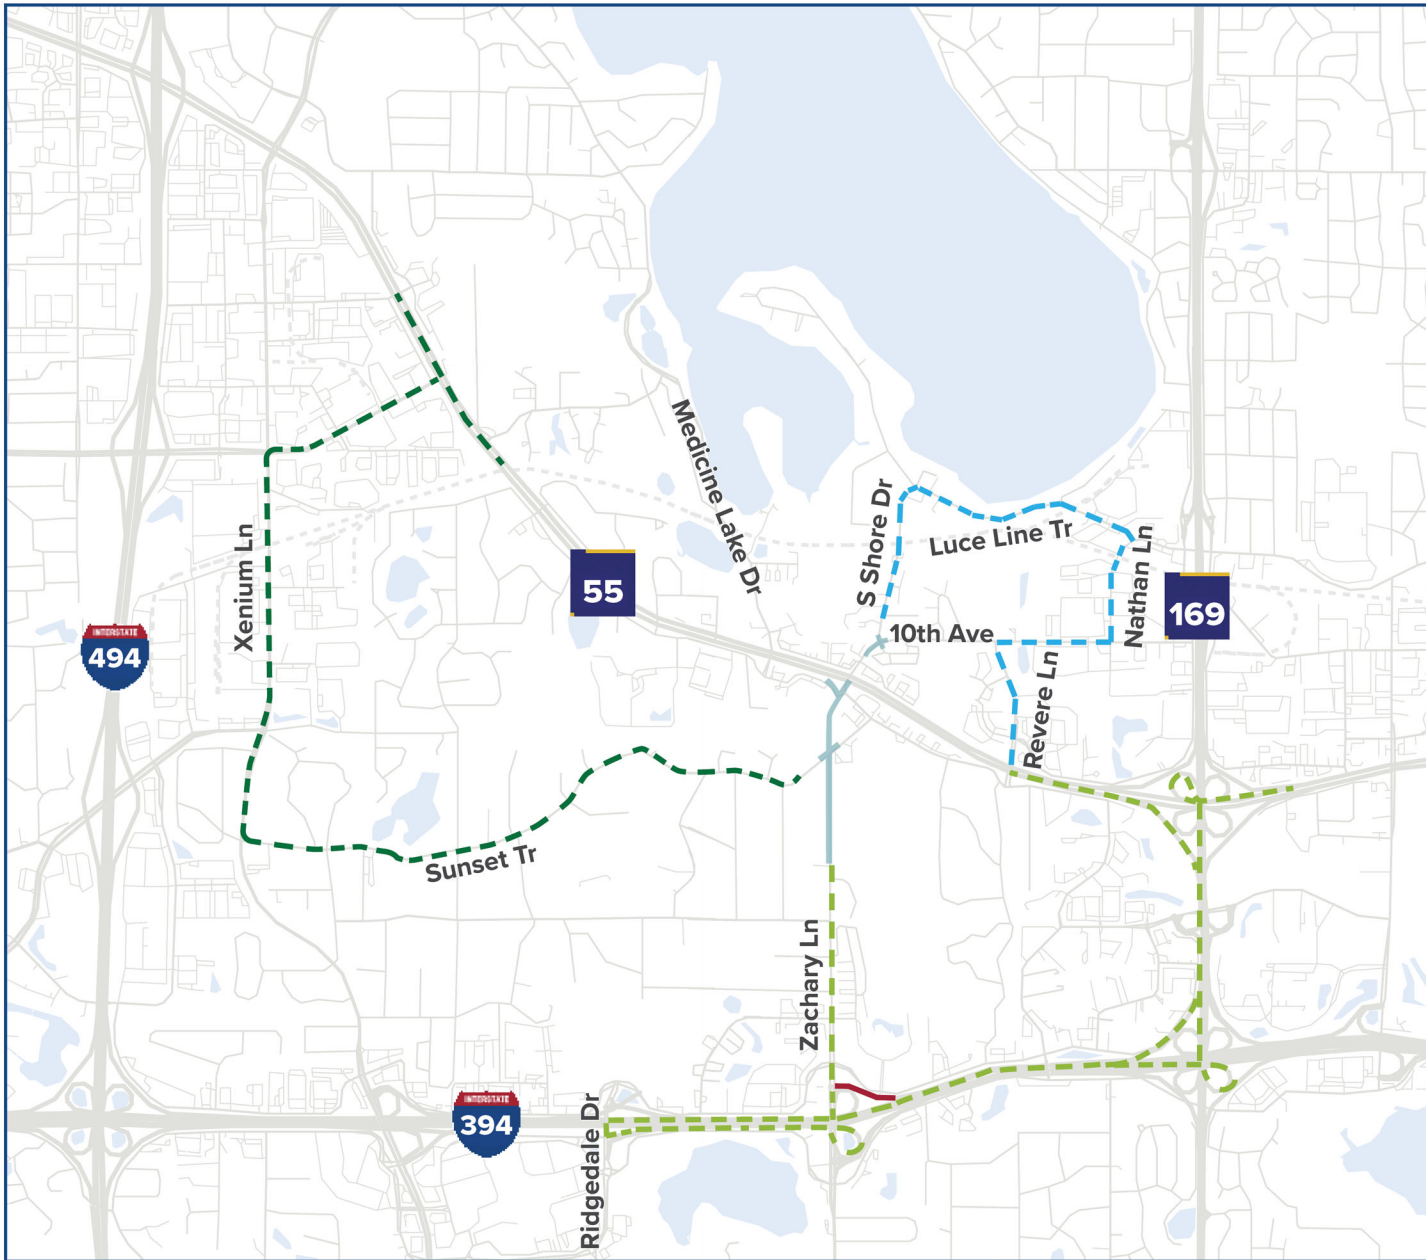 Medicine Lake Dr
S Shore Dr
Luce Line Tr
Nathan Ln
Xenium Ln
55
169
INTERSTATE
494
10th Ave
Revere Ln
Sunset Tr
Zachary Ln
INTERSTATE
394
Ridgedale Dr